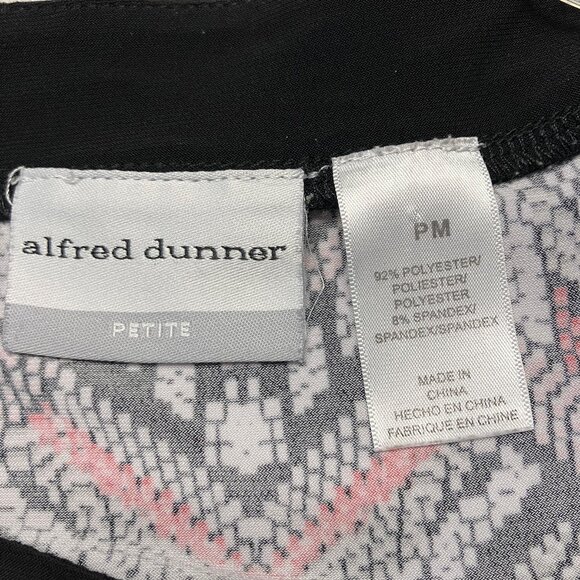 alfred dunner
PETITE
PM
92% POLYESTER/
POLIESTER/
POLYESTER
8% SPANDEX/
SPANDEX/SPANDEX
MADE IN
CHINA
HECHO EN CHINA
FABRIQUE EN CHINE